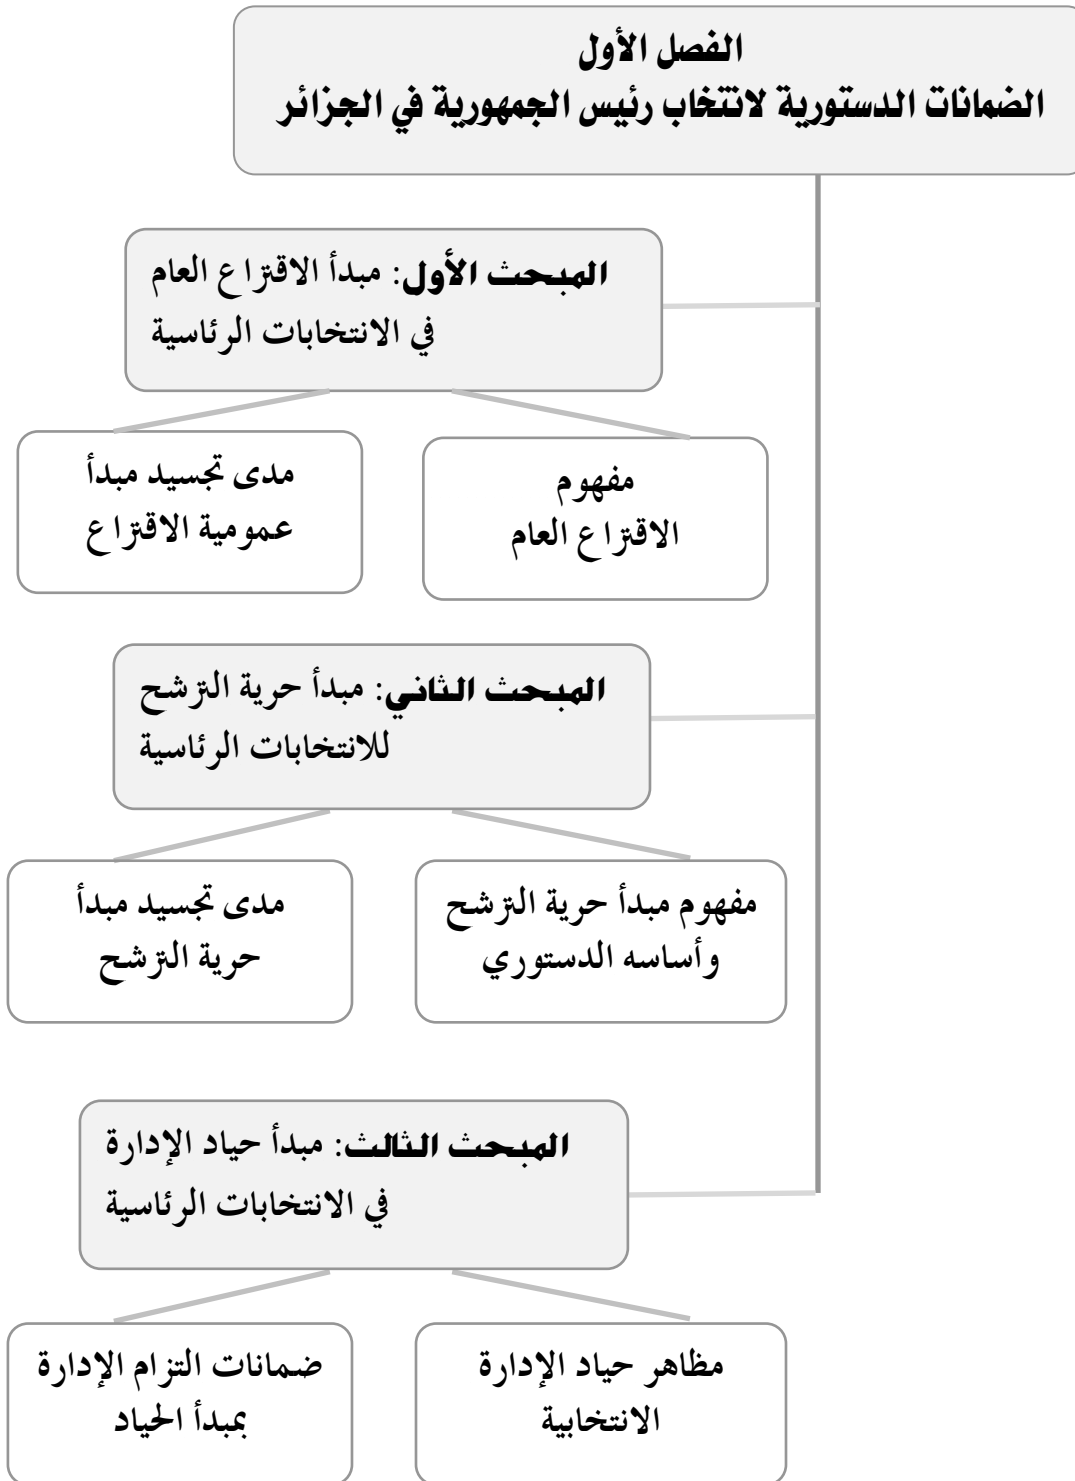 الفصل الأول
الضمانات الدستورية لانتخاب رئيس الجمهورية في الجزائر
المبحث الأول: مبدأ الاقتراع العام
في الانتخابات الرئاسية
مفهوم
الاقتراع العام
مدى تجسيد مبدأ
عمومية الاقتراع
المبحث الثاني: مبدأ حرية الترشح
للانتخابات الرئاسية
مفهوم مبدأ حرية الترشح
وأساسه الدستوري
مدى تجسيد مبدأ
حرية الترشح
المبحث الثالث: مبدأ حياد الإدارة
في الانتخابات الرئاسية
مظاهر حياد الإدارة
الانتخابية
ضمانات التزام الإدارة
بمبدأ الحياد